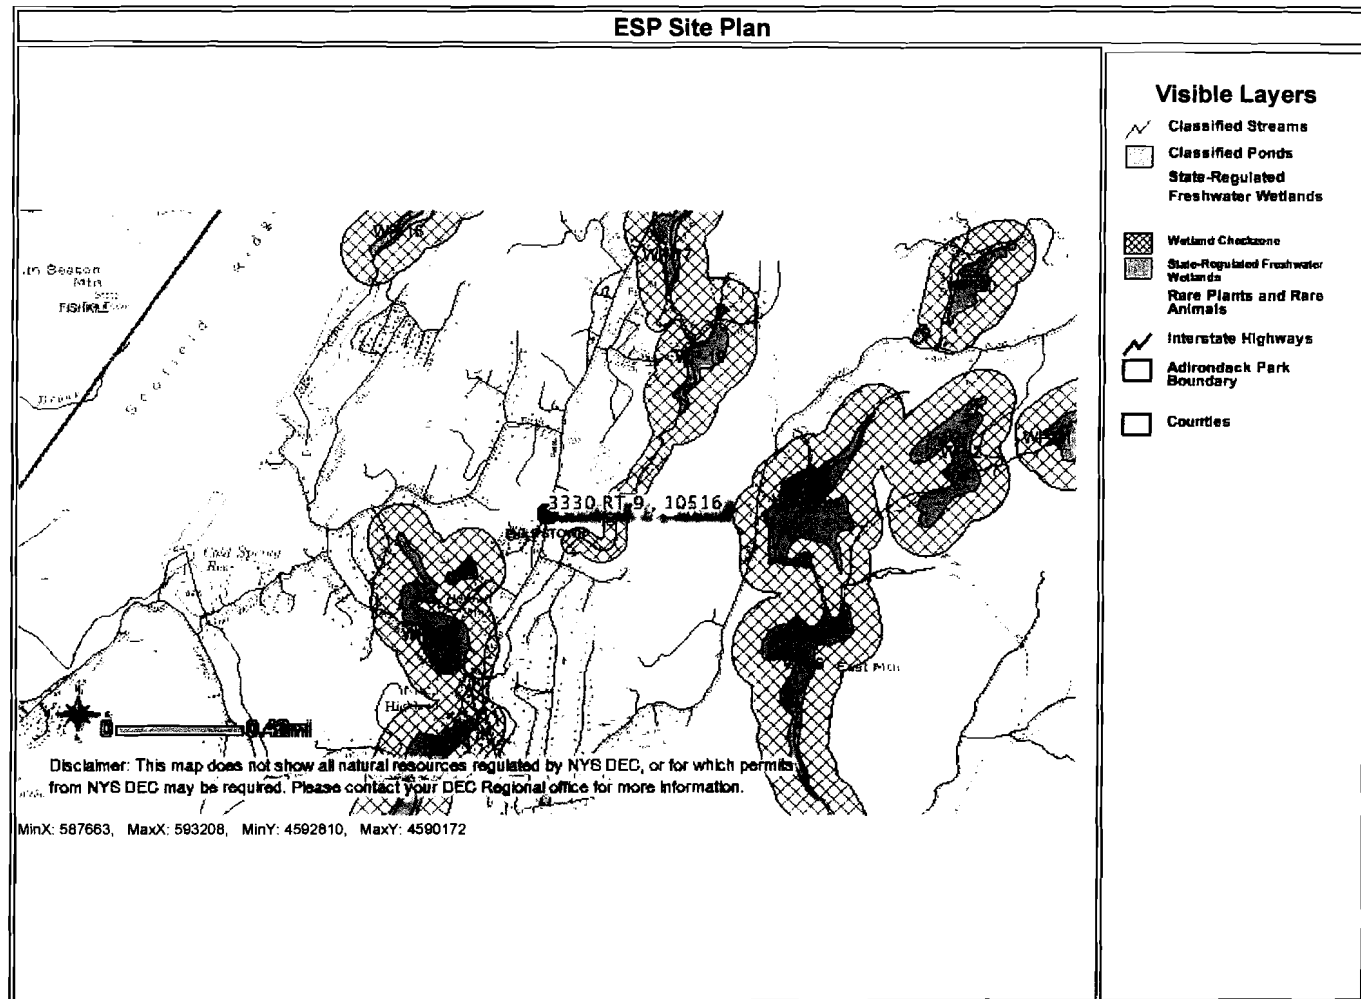 ESP Site Plan
Visible Layers
Classified Streams
Classified Ponds
State-Regulated
Freshwater Wetlands
Wetland Checkzone
State-Regulated Freshwater
Wetlands
Rare Plants and Rare
Animals
Interstate Highways
Adirondack Park
Boundary
Counties
Beacon
Mtn
Brook
3330 RT 9, 10516
Cold Spring
East Mtn
0
Disclaimer: This map does not show all natural resources regulated by NYS DEC, or for which permits
from NYS DEC may be required. Please contact your DEC Regional office for more information.
MinX: 587663, MaxX: 593208, MinY: 4592810, MaxY: 4590172